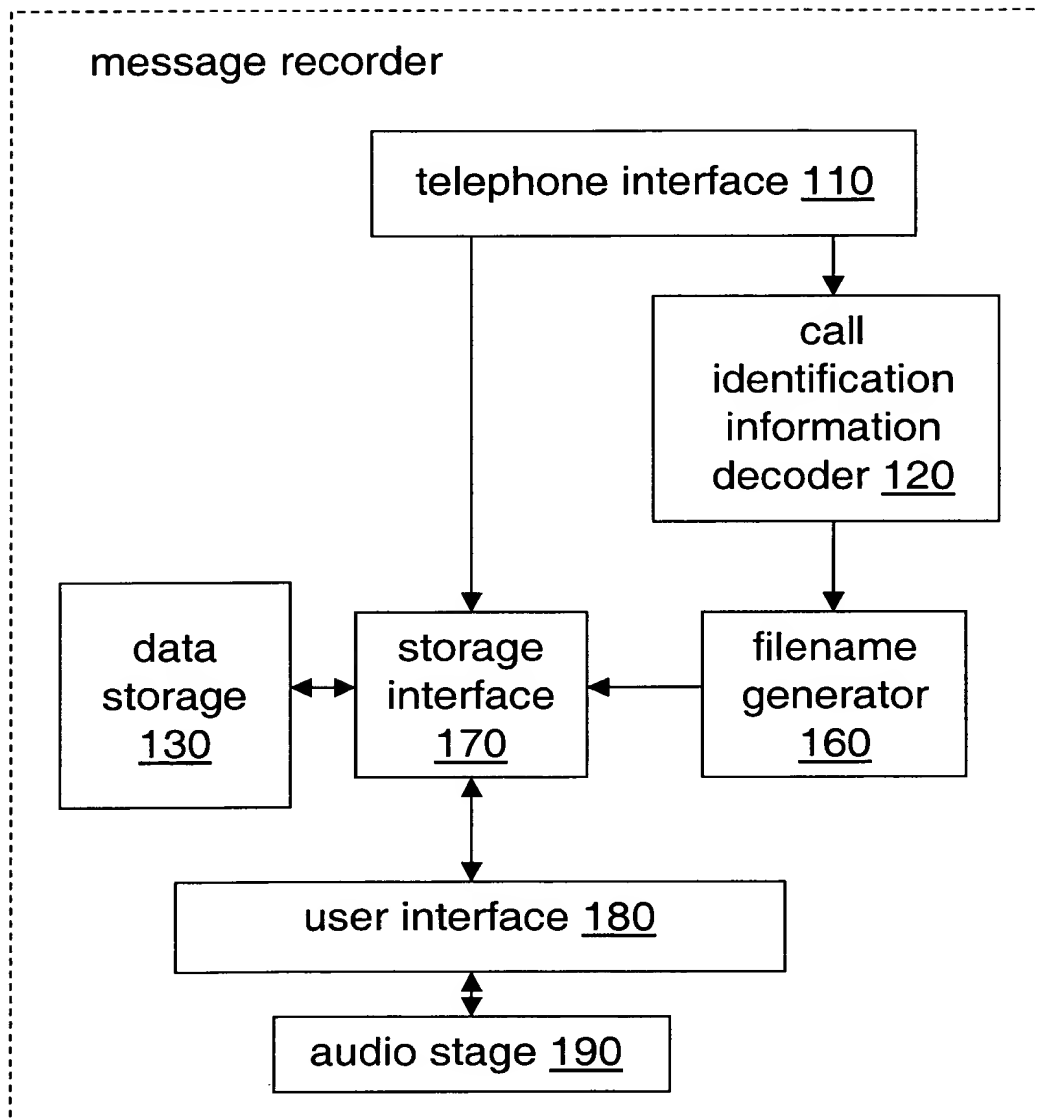 message recorder
telephone interface 110
call
identification
information
decoder 120
data
storage
130
storage
interface
170
filename
generator
160
user interface 180
audio stage 190